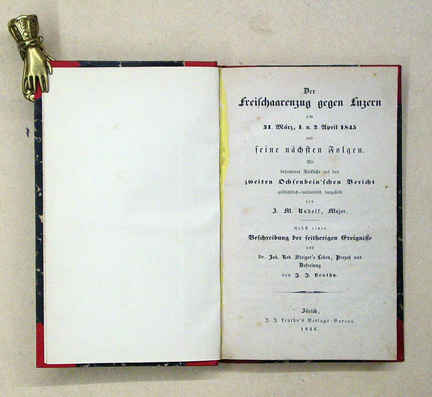 Der
Freischaarenzug gegen Luzern
am
31. März, 1. u. 2. April 1845
und
seine nächsten Folgen.
Mit
besonderer Rücksicht auf den
zweiten Ochsenbein'schen Bericht
geschichtlich-militärisch dargestellt
von
J. M. Rudolf, Major.
Nebst einer
Beschreibung der seitherigen Ereignisse
und
Dr. Jak. Rob. Steiger's Leben, Prozeß und
Befreiung
von J. J. Leuthy.
Zürich,
J. J. Leuthy's Verlags-Bureau.
1846.